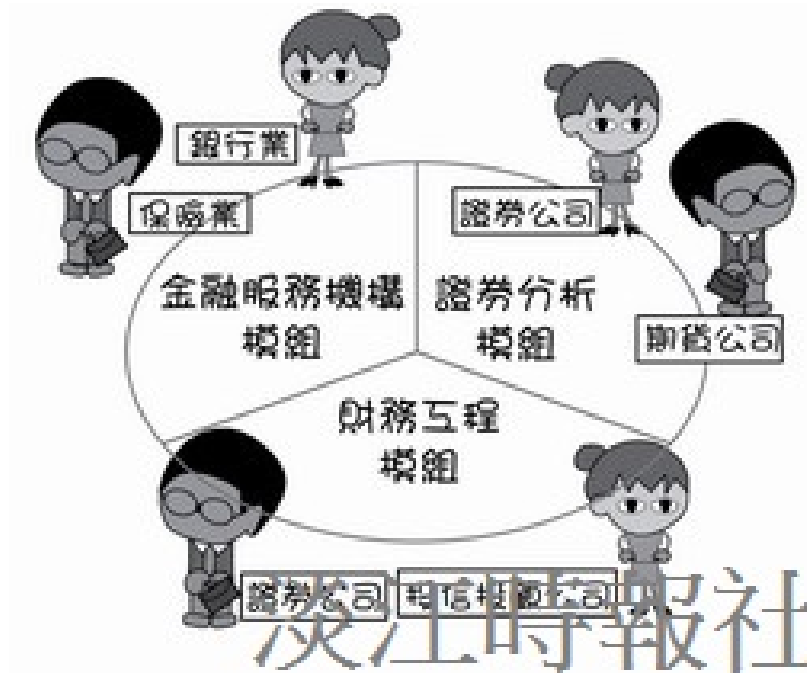 銀行業
保險業
證券公司
期貨公司
金融服務機構
模組
證券分析
模組
財務工程
模組
證券公司
投信投顧公司
淡江時報社